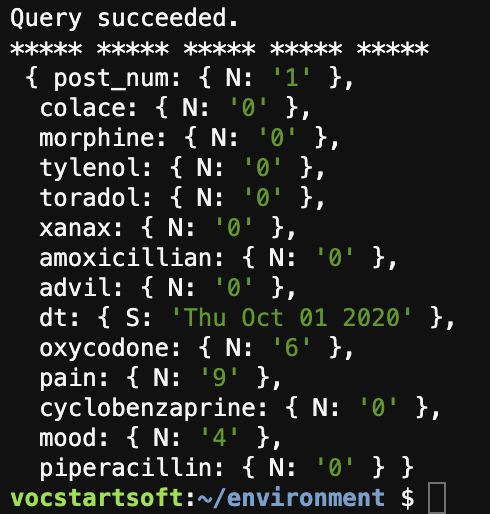 Query succeeded.
***** ***** ***** ***** *****
{ post_num: { N: '1' },
colace: { N: '0' },
morphine: { N: '0' },
tylenol: { N: '0' },
toradol: { N: '0' },
xanax: { N: '0' },
amoxicillian: { N: '0' },
advil: { N: '0' },
dt: { S: 'Thu Oct 01 2020' },
oxycodone: { N: '6' },
pain: { N: '9' },
cyclobenzaprine: { N: '0' },
mood: { N: '4' },
piperacillin: { N: '0' } }
vocstartsoft:~/environment $